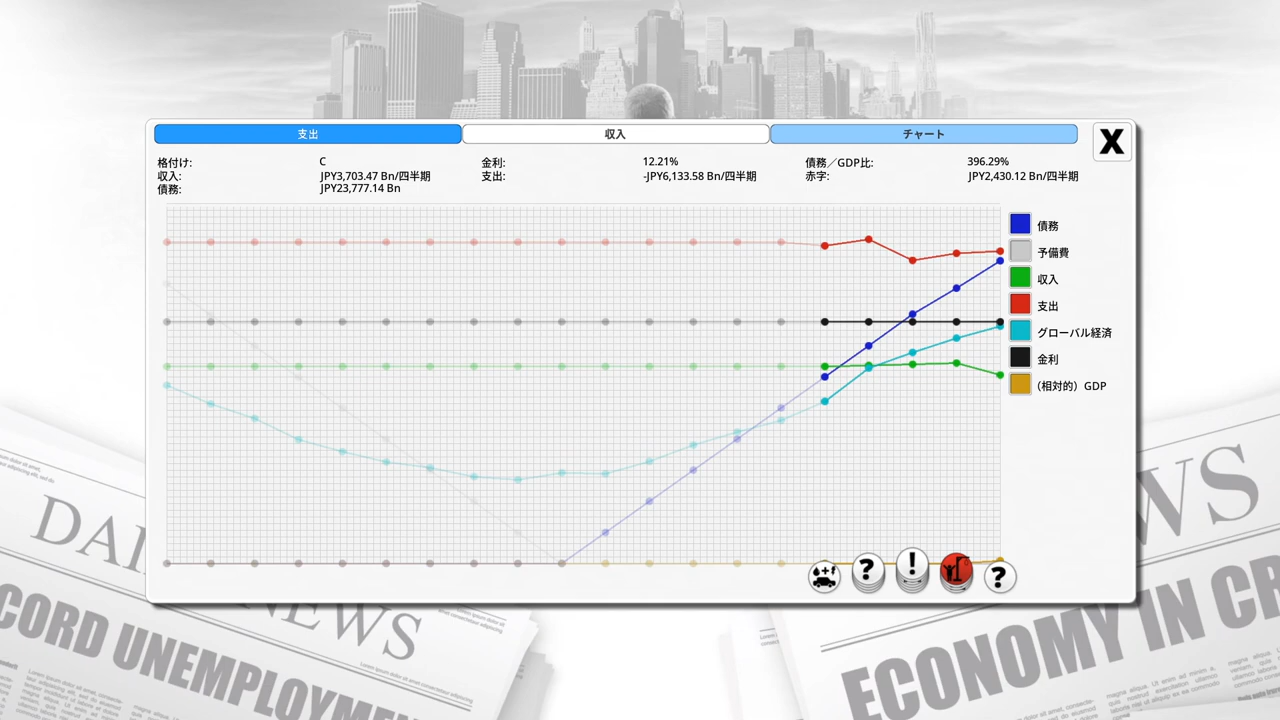 支出
収入
チャート
X
格付け: C 金利: 12.21% 債務／GDP比: 396.29%
収入: JPY3,703.47 Bn/四半期 支出: -JPY6,133.58 Bn/四半期 赤字: JPY2,430.12 Bn/四半期
債務: JPY23,777.14 Bn
債務
予備費
収入
支出
グローバル経済
金利
（相対的）GDP
? ! ?
DAI
NEWS
CORD UNEMPLOYME
WS
ECONOMY IN CR